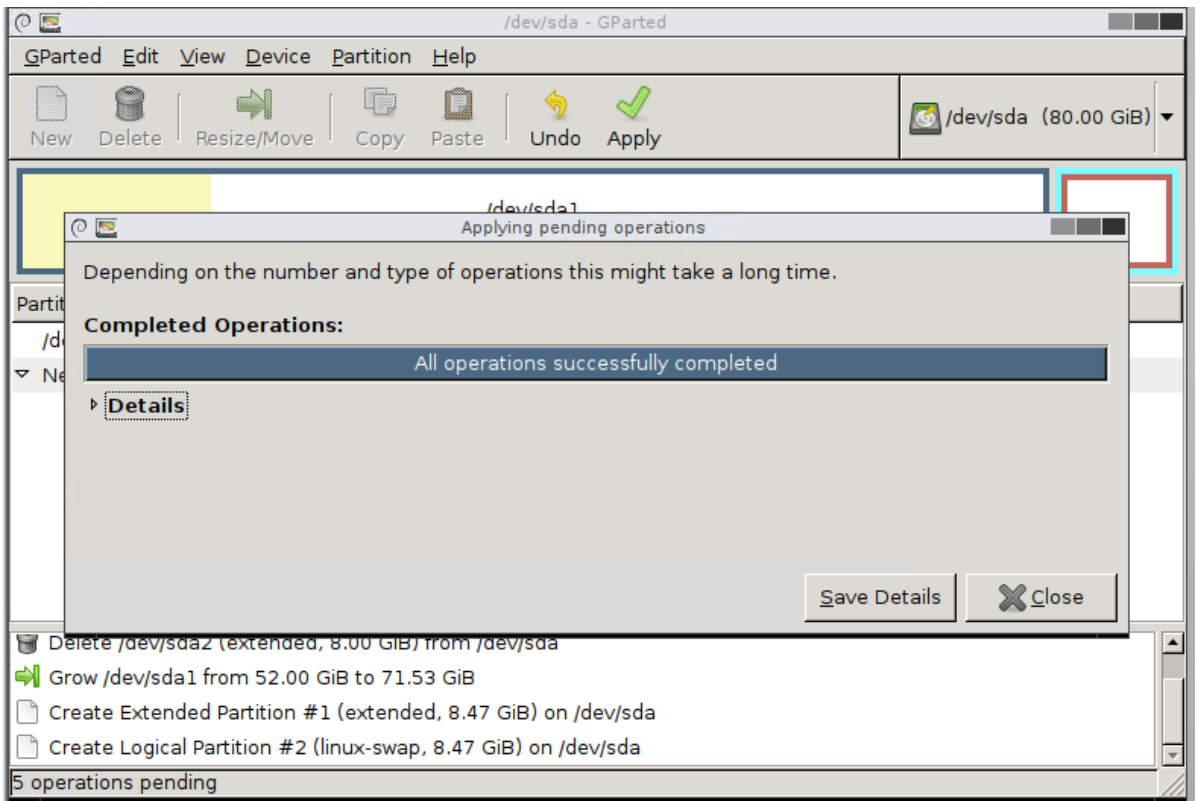 /dev/sda - GParted
GParted Edit View Device Partition Help
New Delete Resize/Move Copy Paste Undo Apply
/dev/sda (80.00 GiB)
/dev/sda1
Applying pending operations
Depending on the number and type of operations this might take a long time.
Partit
Completed Operations:
/d
All operations successfully completed
Ne
Details
Save Details Close
Delete /dev/sda2 (extended, 8.00 GiB) from /dev/sda
Grow /dev/sda1 from 52.00 GiB to 71.53 GiB
Create Extended Partition #1 (extended, 8.47 GiB) on /dev/sda
Create Logical Partition #2 (linux-swap, 8.47 GiB) on /dev/sda
5 operations pending